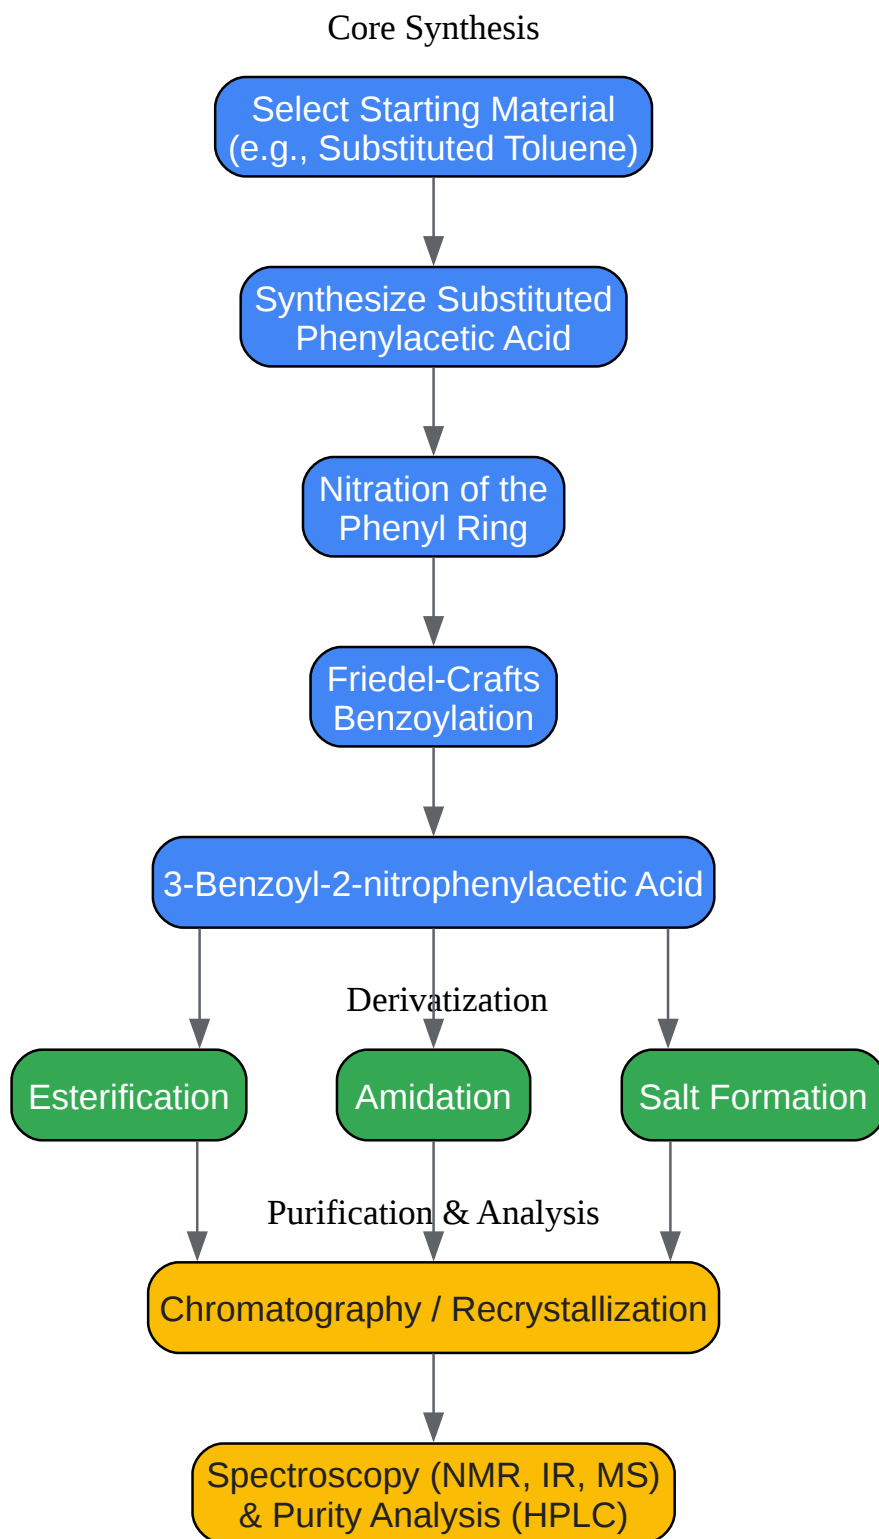 Core Synthesis
Select Starting Material
(e.g., Substituted Toluene)
Synthesize Substituted
Phenylacetic Acid
Nitration of the
Phenyl Ring
Friedel-Crafts
Benzoylation
3-Benzoyl-2-nitrophenylacetic Acid
Derivatization
Esterification
Amidation
Salt Formation
Purification & Analysis
Chromatography / Recrystallization
Spectroscopy (NMR, IR, MS)
& Purity Analysis (HPLC)